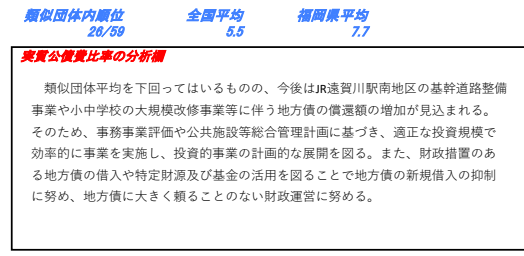 類似団体内順位 全国平均 福岡県平均
26/59 5.5 7.7
実質公債費比率の分析欄
類似団体平均を下回ってはいるものの、今後はJR遠賀川駅南地区の基幹道路整備
事業や小中学校の大規模改修事業等に伴う地方債の償還額の増加が見込まれる。
そのため、事務事業評価や公共施設等総合管理計画に基づき、適正な投資規模で
効率的に事業を実施し、投資的事業の計画的な展開を図る。また、財政措置のあ
る地方債の借入や特定財源及び基金の活用を図ることで地方債の新規借入の抑制
に努め、地方債に大きく頼ることのない財政運営に努める。